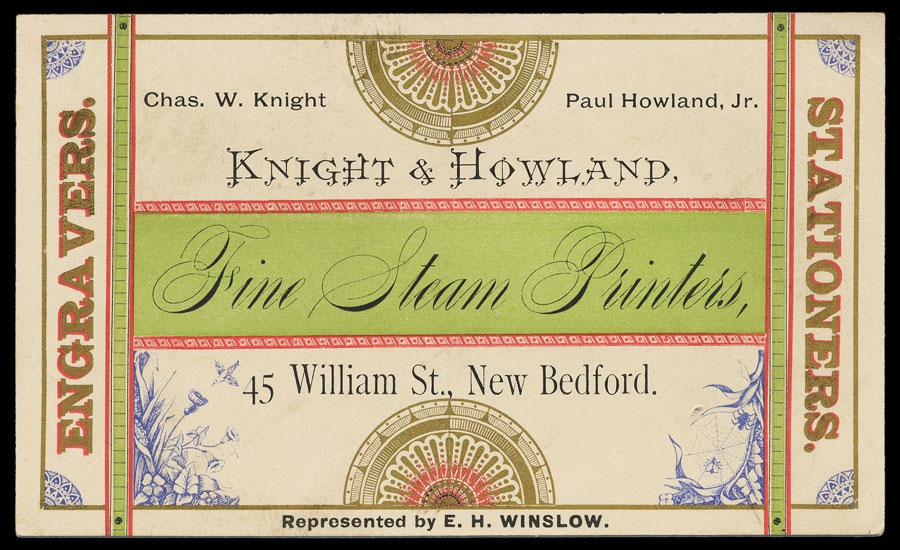 Chas. W. Knight
Paul Howland, Jr.
KNIGHT & HOWLAND,
ENGRAVERS.
STATIONERS.
Fine Steam Printers,
45 William St., New Bedford.
Represented by E. H. WINSLOW.